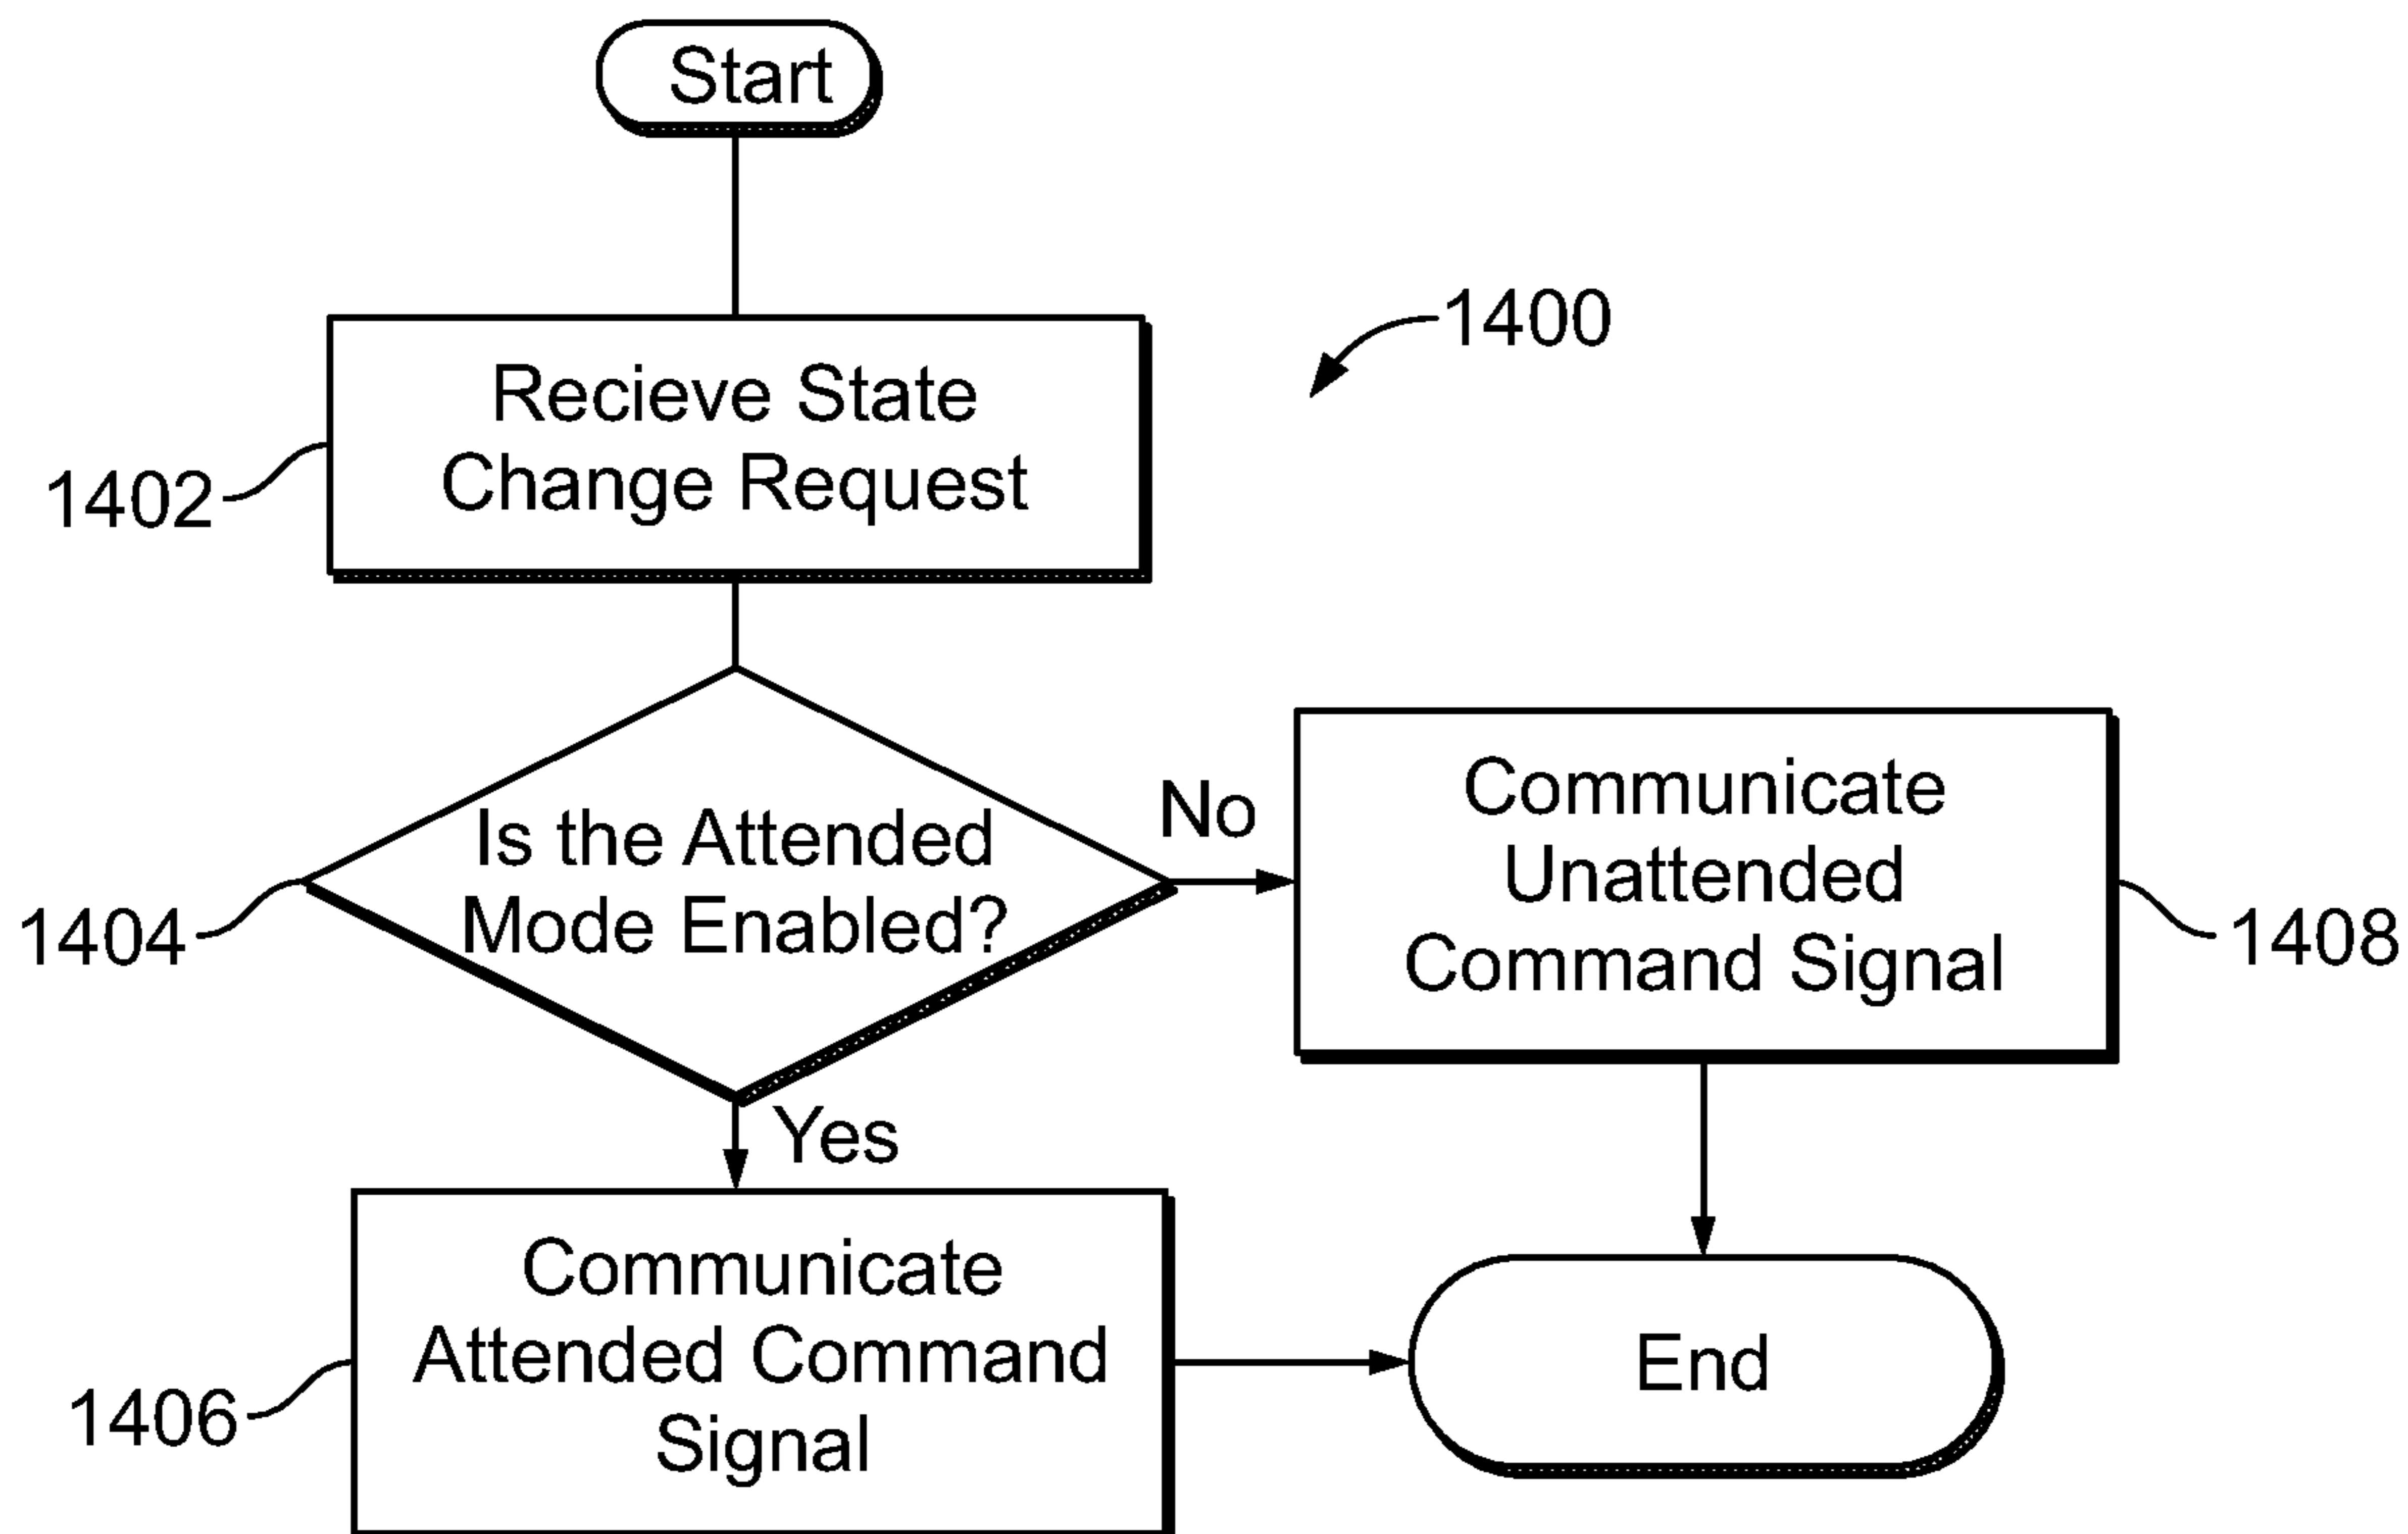 Start
1400
Recieve State
Change Request
1402
Is the Attended
Mode Enabled?
1404
No
Communicate
Unattended
Command Signal
1408
Yes
Communicate
Attended Command
Signal
1406
End